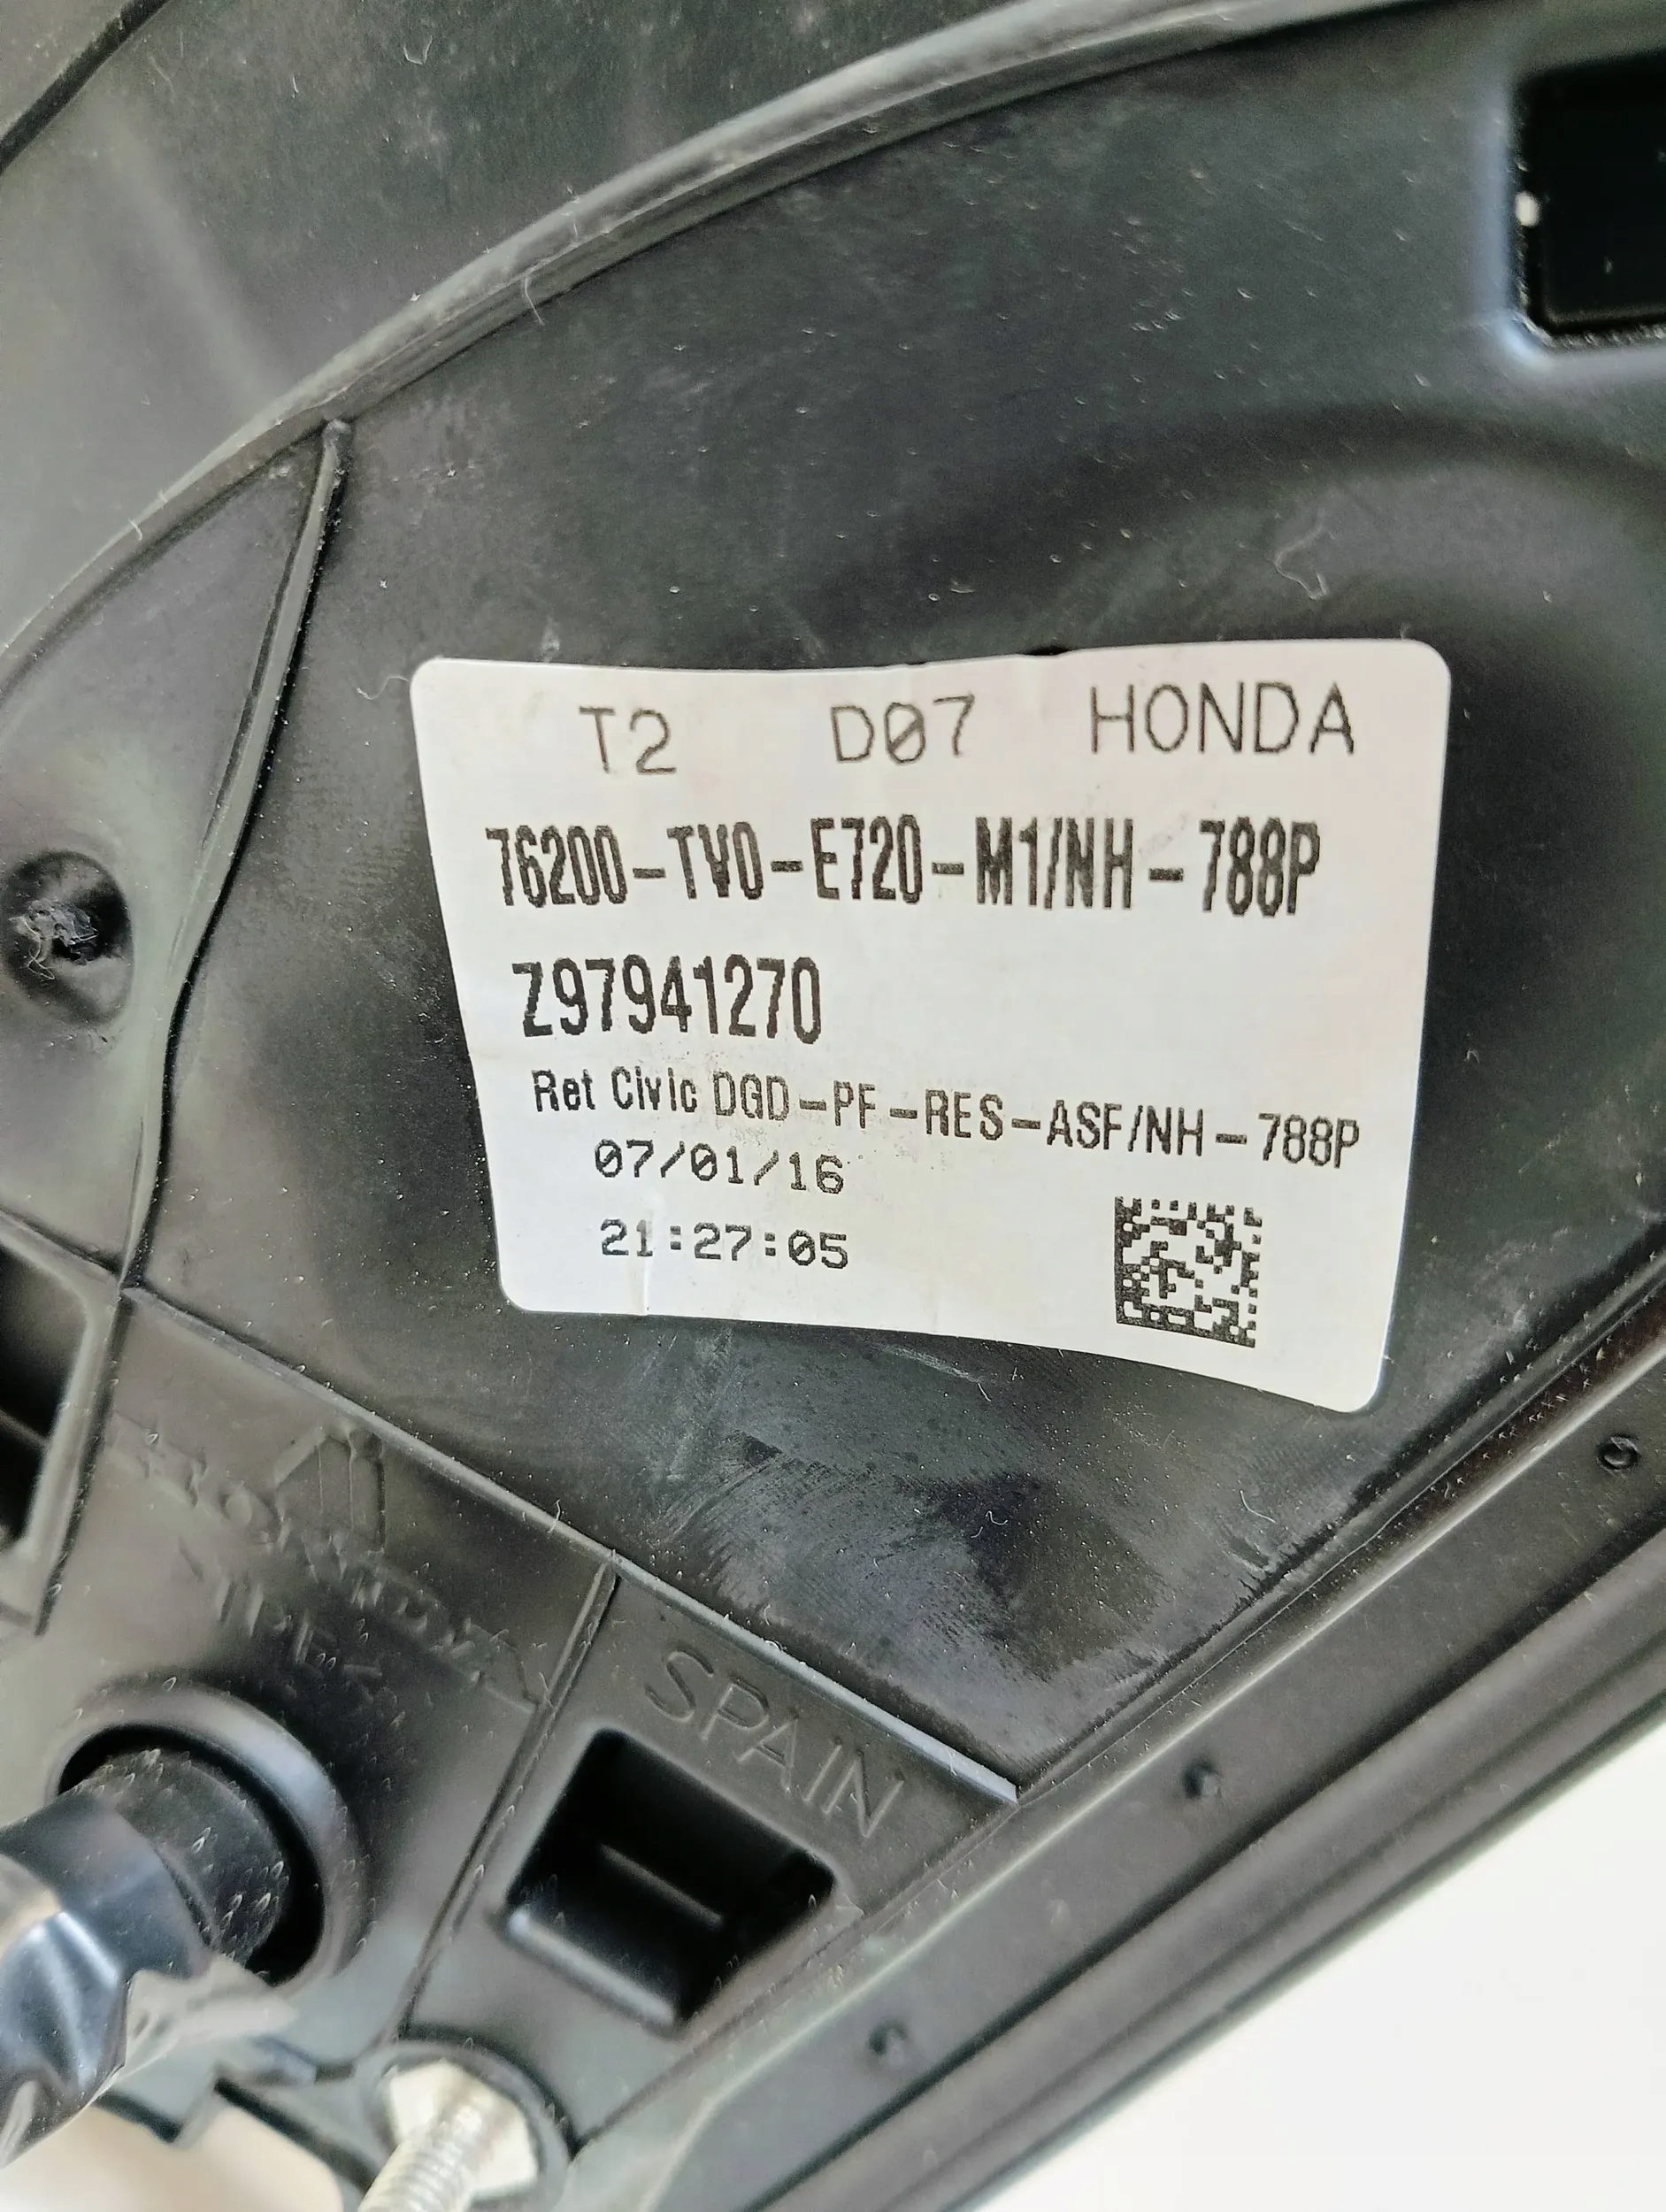 T2 D07 HONDA
76200-TV0-E720-M1/NH-788P
Z97941270
Ret Civic DGD-PF-RES-ASF/NH-788P
07/01/16
21:27:05
HONDA
SPAIN